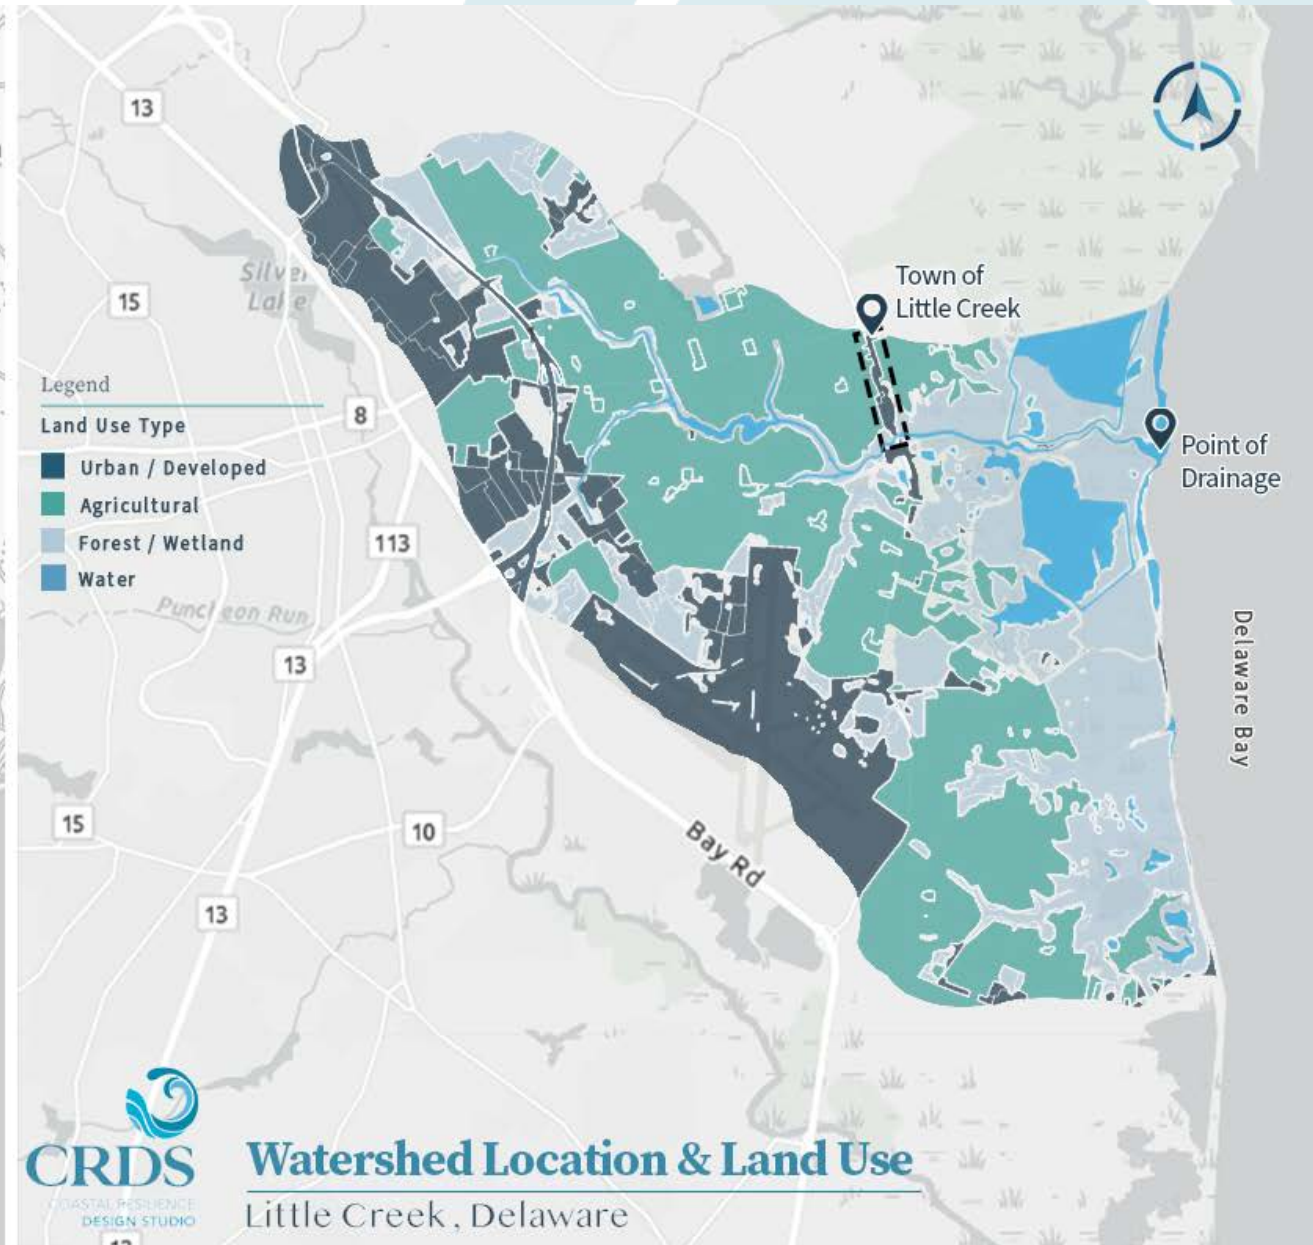 13
Silver
Lake
15
Town of
Little Creek
Legend
Land Use Type
Urban / Developed
Agricultural
Forest / Wetland
Water
8
Point of
Drainage
113
Puncheon Run
13
Delaware Bay
15
10
Bay Rd
13
CRDS
COASTAL RESILIENCE
DESIGN STUDIO
Watershed Location & Land Use
Little Creek, Delaware